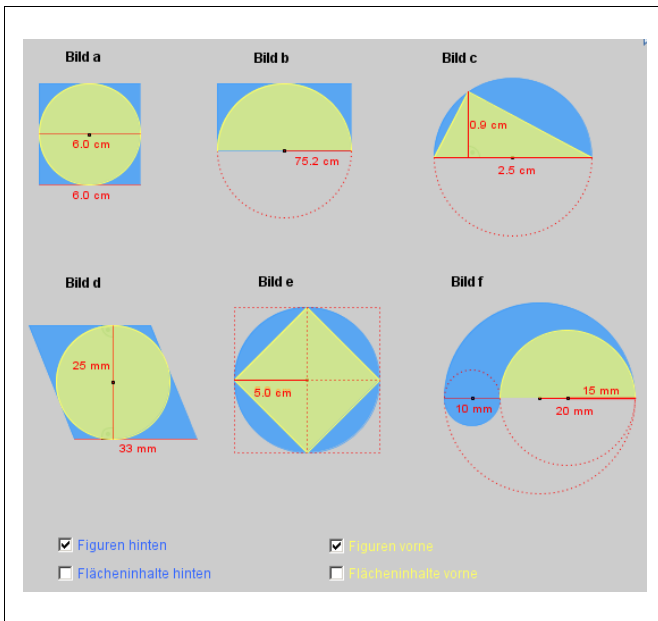 Bild a
Bild b
Bild c
6.0 cm
6.0 cm
75.2 cm
0.9 cm
2.5 cm
Bild d
Bild e
Bild f
25 mm
33 mm
5.0 cm
10 mm
15 mm
20 mm
Figuren hinten
Figuren vorne
Flächeninhalte hinten
Flächeninhalte vorne